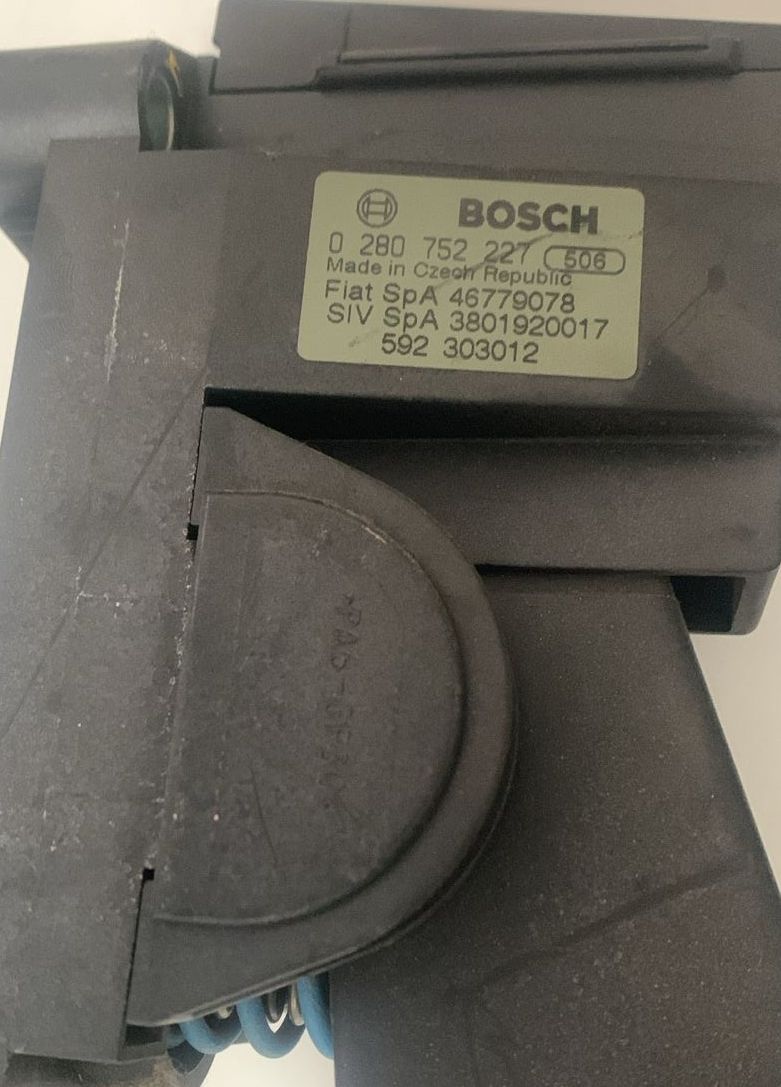 BOSCH
0 280 752 227 506
Made in Czech Republic
Fiat SpA 46779078
SIV SpA 3801920017
592 303012